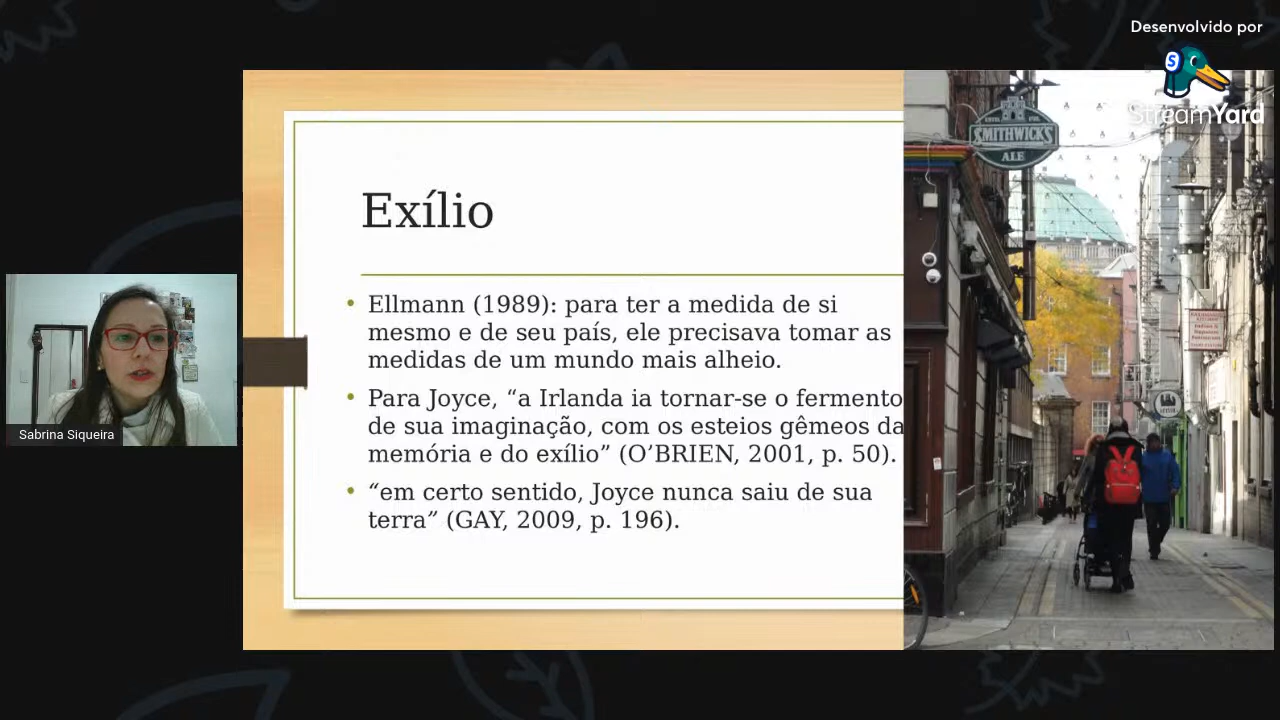 Desenvolvido por
StreamYard
SMITHWICK'S
ALE
Exílio
• Ellmann (1989): para ter a medida de si
mesmo e de seu país, ele precisava tomar as
medidas de um mundo mais alheio.
• Para Joyce, “a Irlanda ia tornar-se o fermento
de sua imaginação, com os esteios gêmeos da
memória e do exílio” (O’BRIEN, 2001, p. 50).
• “em certo sentido, Joyce nunca saiu de sua
terra” (GAY, 2009, p. 196).
Sabrina Siqueira